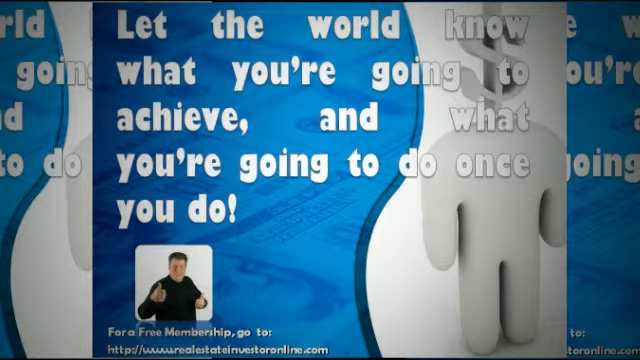 Let the world know
what you're going to
achieve, and what
you're going to do once
you do!
For a Free Membership, go to:
http://www.realestateinvestoronline.com